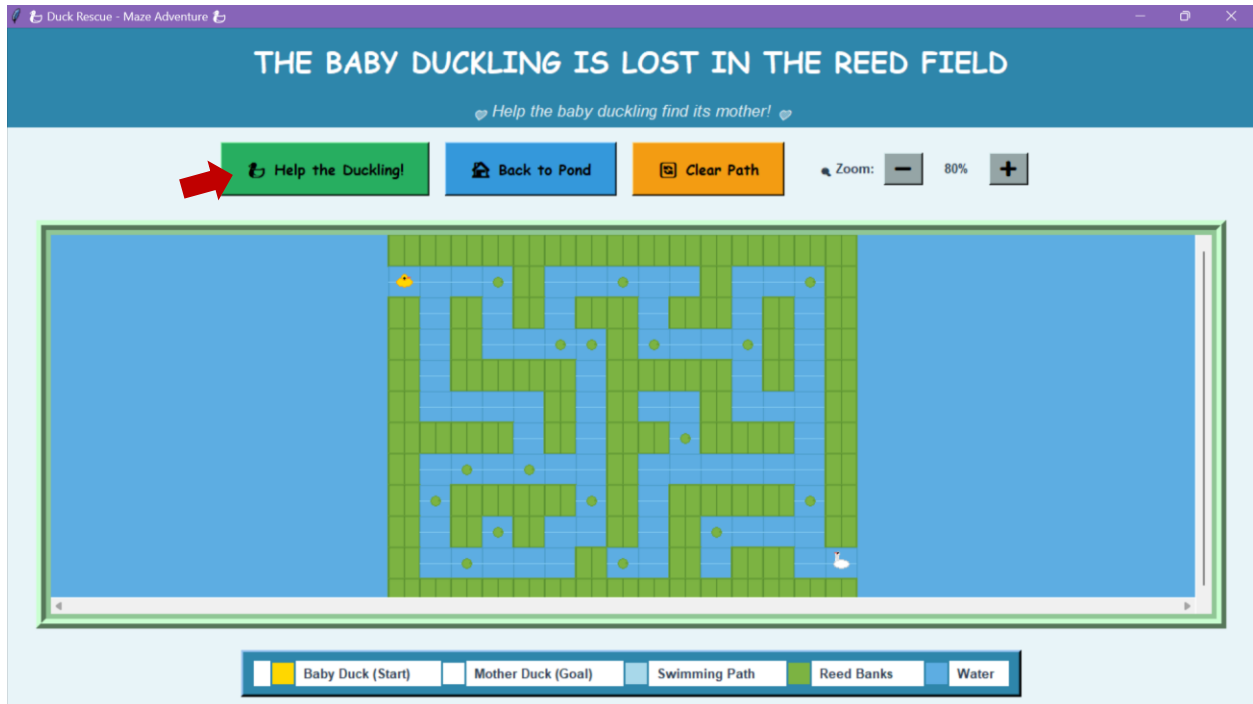 Duck Rescue - Maze Adventure
THE BABY DUCKLING IS LOST IN THE REED FIELD
Help the baby duckling find its mother!
Help the Duckling! Back to Pond Clear Path Zoom: 80%
Baby Duck (Start) Mother Duck (Goal) Swimming Path Reed Banks Water